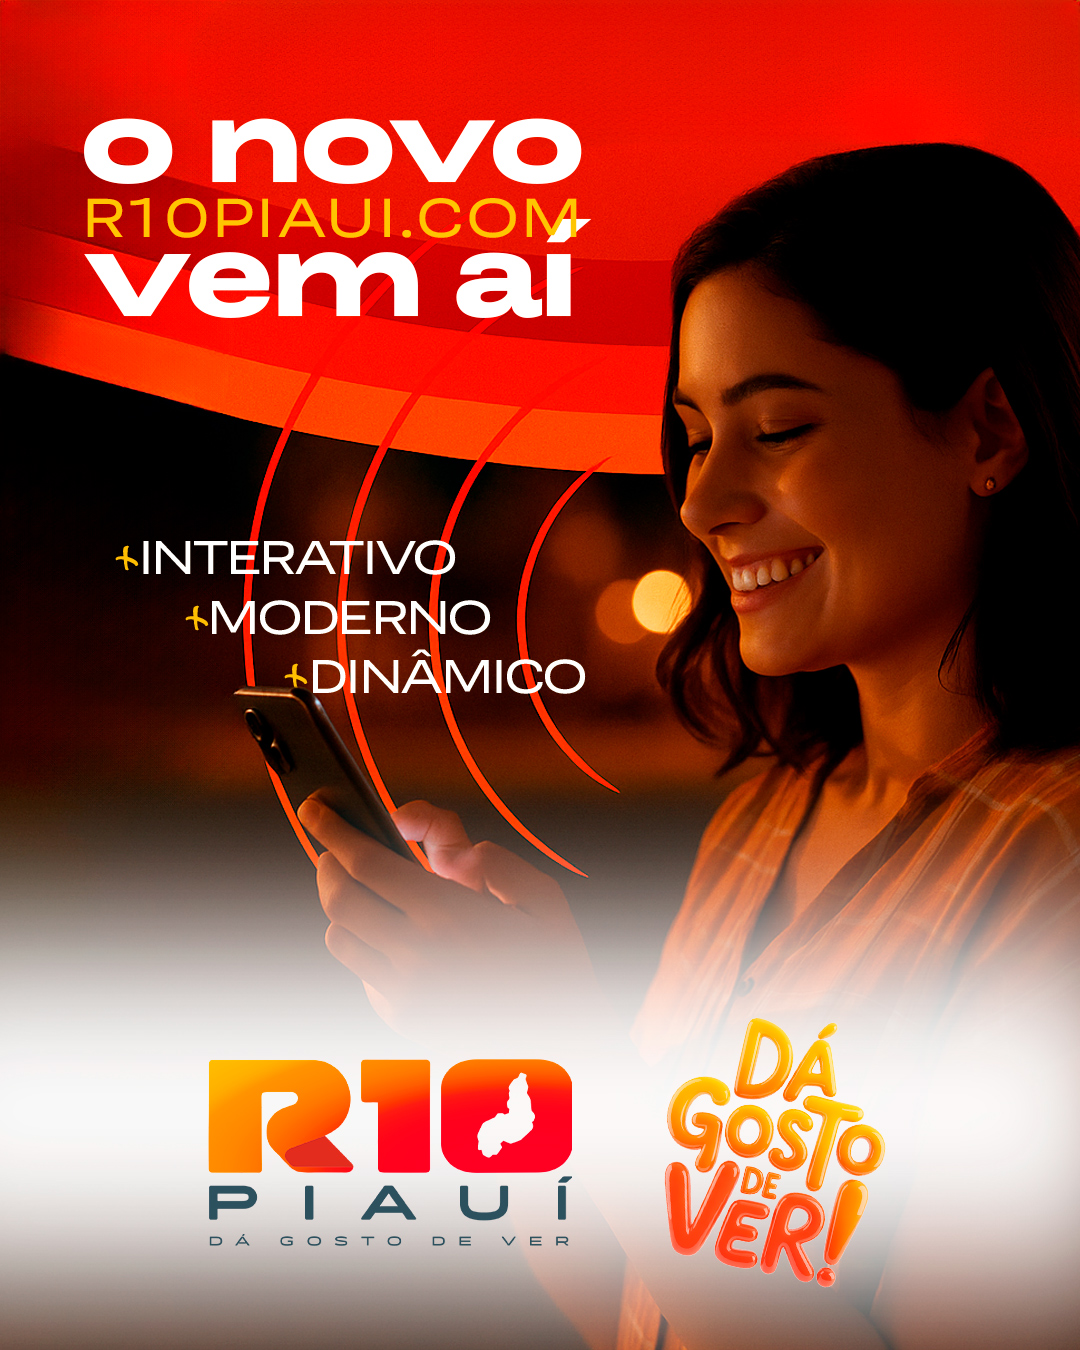 o novo
R10PIAUI.COM
vem aí
+INTERATIVO
+MODERNO
+DINÂMICO
R10
PIAUÍ
DÁ GOSTO DE VER
DÁ
GOSTO
DE
VER!